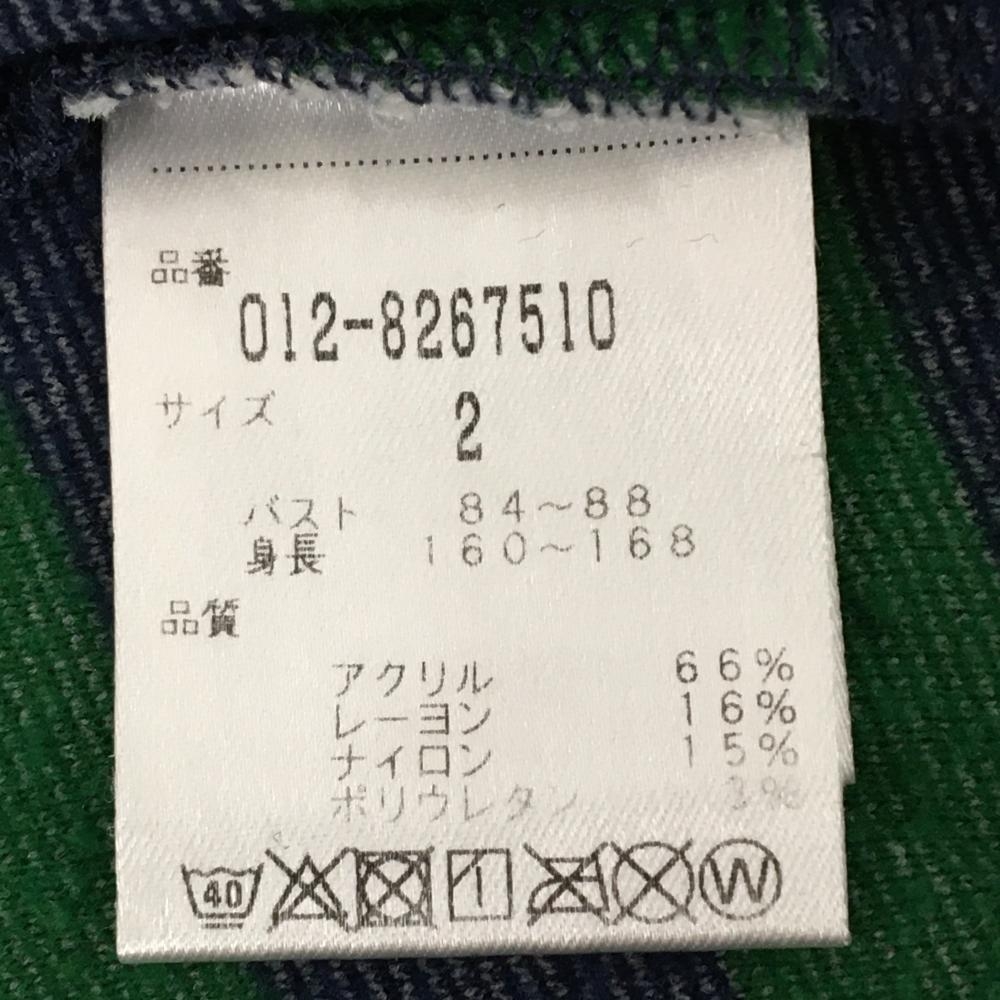 品番
012-8267510
サイズ 2
バスト 84~88
身長 160~168
品質
アクリル 66%
レーヨン 16%
ナイロン 15%
ポリウレタン 3%
40 W